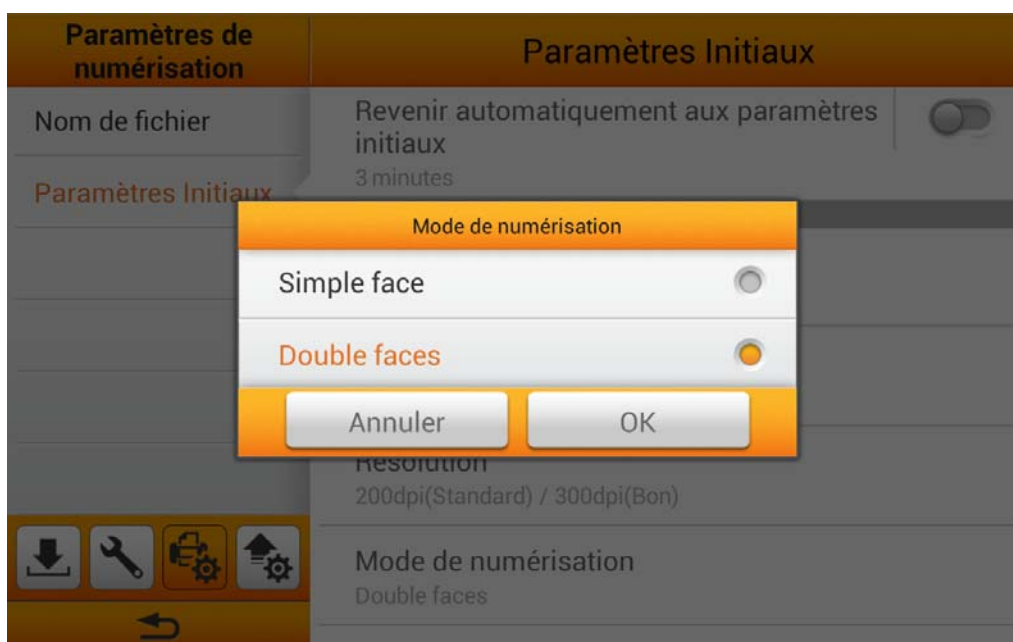 Paramètres de
numérisation
Nom de fichier
Paramètres Initiaux
Paramètres Initiaux
Revenir automatiquement aux paramètres
initiaux
3 minutes
Mode de numérisation
Simple face
Double faces
Annuler
OK
Résolution
200dpi(Standard) / 300dpi(Bon)
Mode de numérisation
Double faces